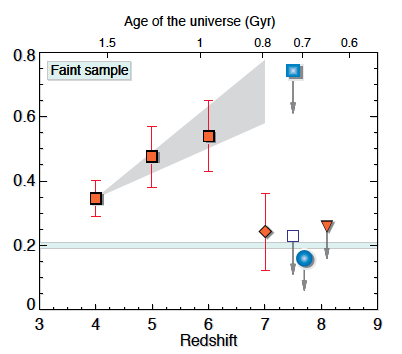 Age of the universe (Gyr)
1.5 1 0.8 0.7 0.6
Faint sample
0.8
0.6
0.4
0.2
0
3 4 5 6 7 8 9
Redshift